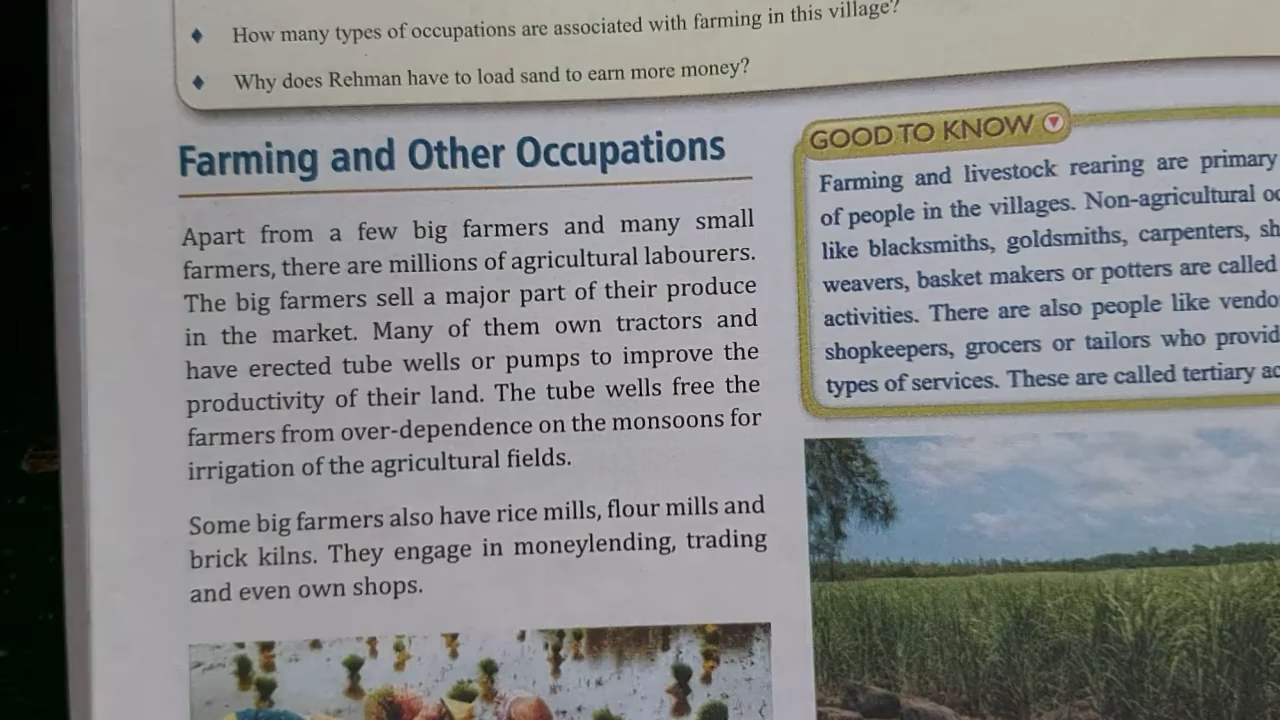 How many types of occupations are associated with farming in this village?
Why does Rehman have to load sand to earn more money?
Farming and Other Occupations
Apart from a few big farmers and many small
farmers, there are millions of agricultural labourers.
The big farmers sell a major part of their produce
in the market. Many of them own tractors and
have erected tube wells or pumps to improve the
productivity of their land. The tube wells free the
farmers from over-dependence on the monsoons for
irrigation of the agricultural fields.
Some big farmers also have rice mills, flour mills and
brick kilns. They engage in moneylending, trading
and even own shops.
GOOD TO KNOW
Farming and livestock rearing are primary
of people in the villages. Non-agricultural
like blacksmiths, goldsmiths, carpenters,
weavers, basket makers or potters are called
activities. There are also people like
shopkeepers, grocers or tailors who
types of services. These are called tertiary